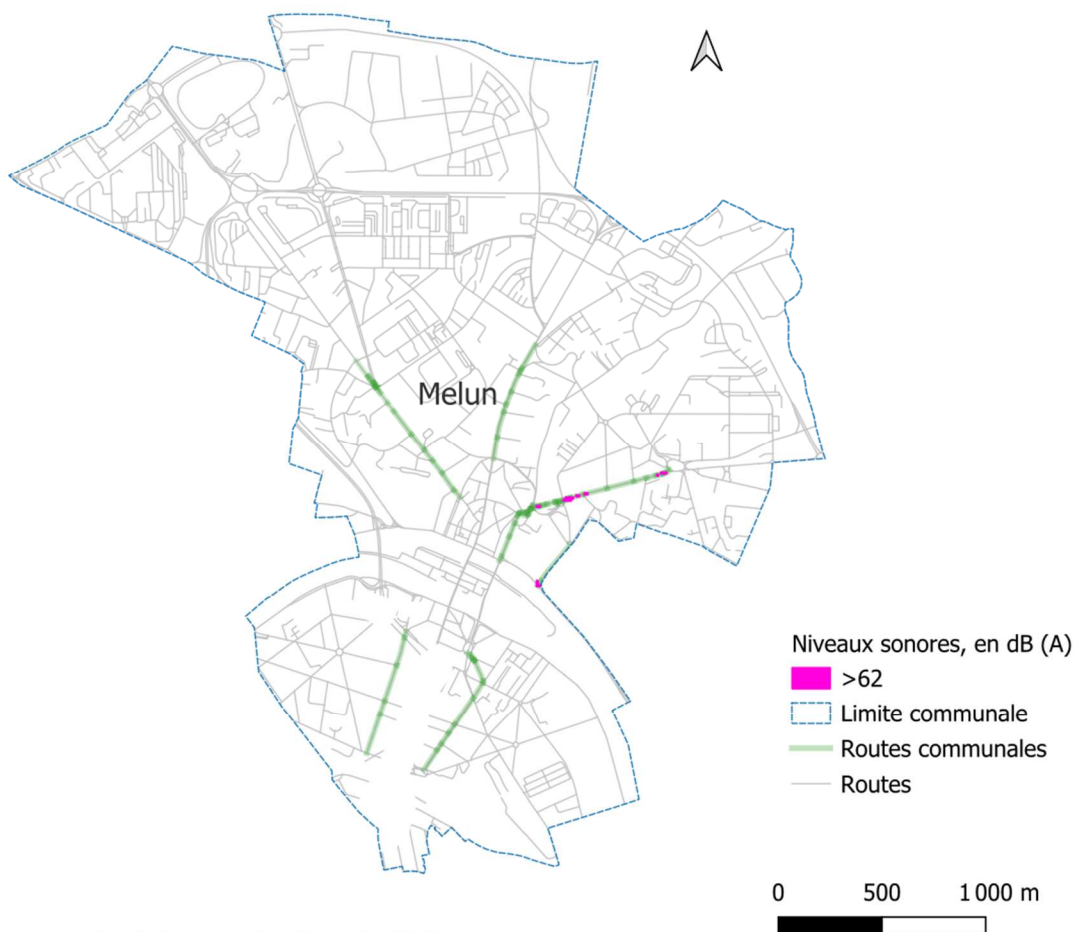 Melun
Niveaux sonores, en dB (A)
>62
Limite communale
Routes communales
Routes
0 500 1 000 m